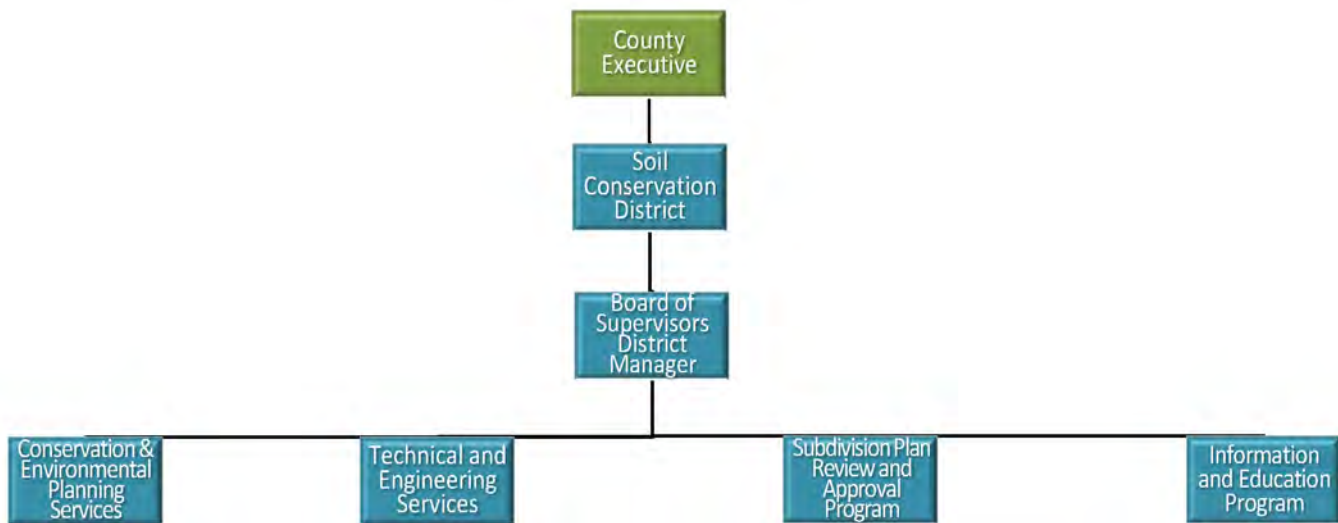 County
Executive
Soil
Conservation
District
Board of
Supervisors
District
Manager
Conservation &
Environmental
Planning
Services
Technical and
Engineering
Services
Subdivision Plan
Review and
Approval
Program
Information
and Education
Program